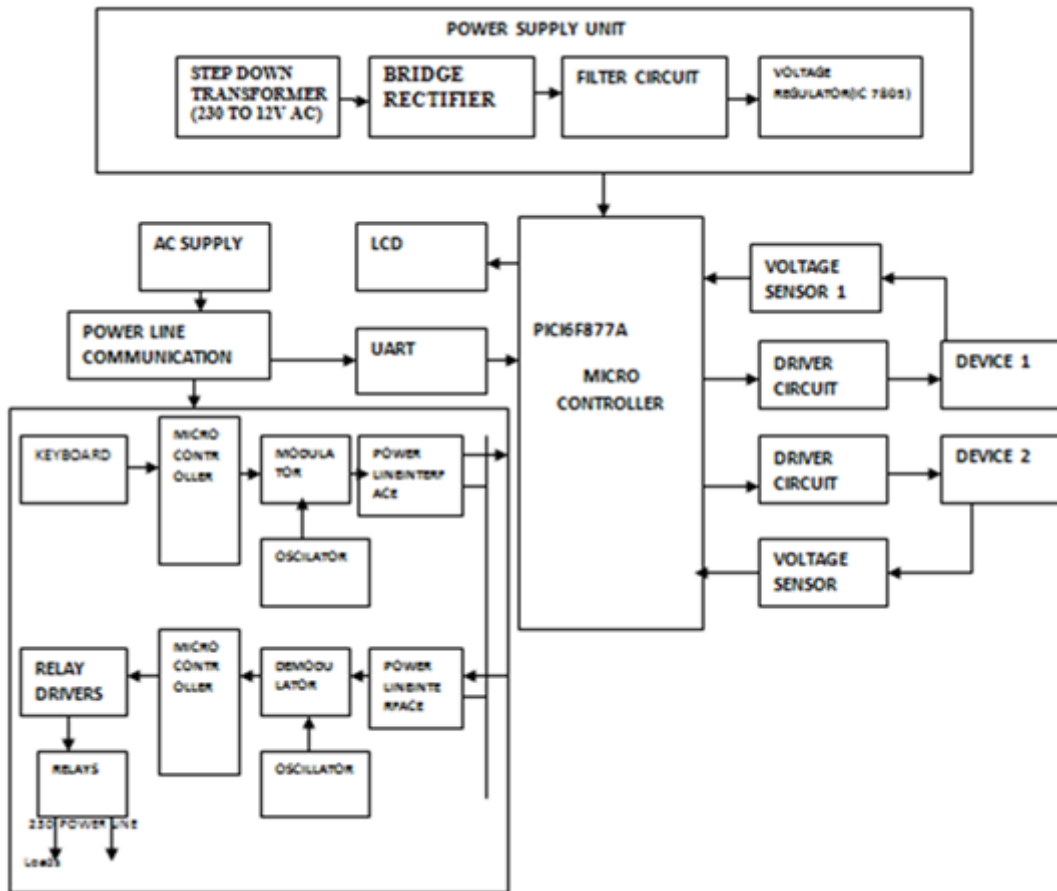 POWER SUPPLY UNIT
STEP DOWN
TRANSFORMER
(230 TO 12V AC)
BRIDGE
RECTIFIER
FILTER CIRCUIT
VOLTAGE
REGULATOR(IC 7805)
AC SUPPLY
LCD
POWER LINE
COMMUNICATION
UART
PIC16F877A
MICRO
CONTROLLER
VOLTAGE
SENSOR 1
DRIVER
CIRCUIT
DEVICE 1
DRIVER
CIRCUIT
DEVICE 2
VOLTAGE
SENSOR
KEYBOARD
MICRO
CONTR
OLLER
MODULA
TOR
POWER
LINEINTERF
ACE
OSCILATOR
RELAY
DRIVERS
MICRO
CONTR
OLLER
DEMODU
LATOR
POWER
LINEINTE
RFACE
RELAYS
OSCILLATOR
230 POWER LINE
Loads